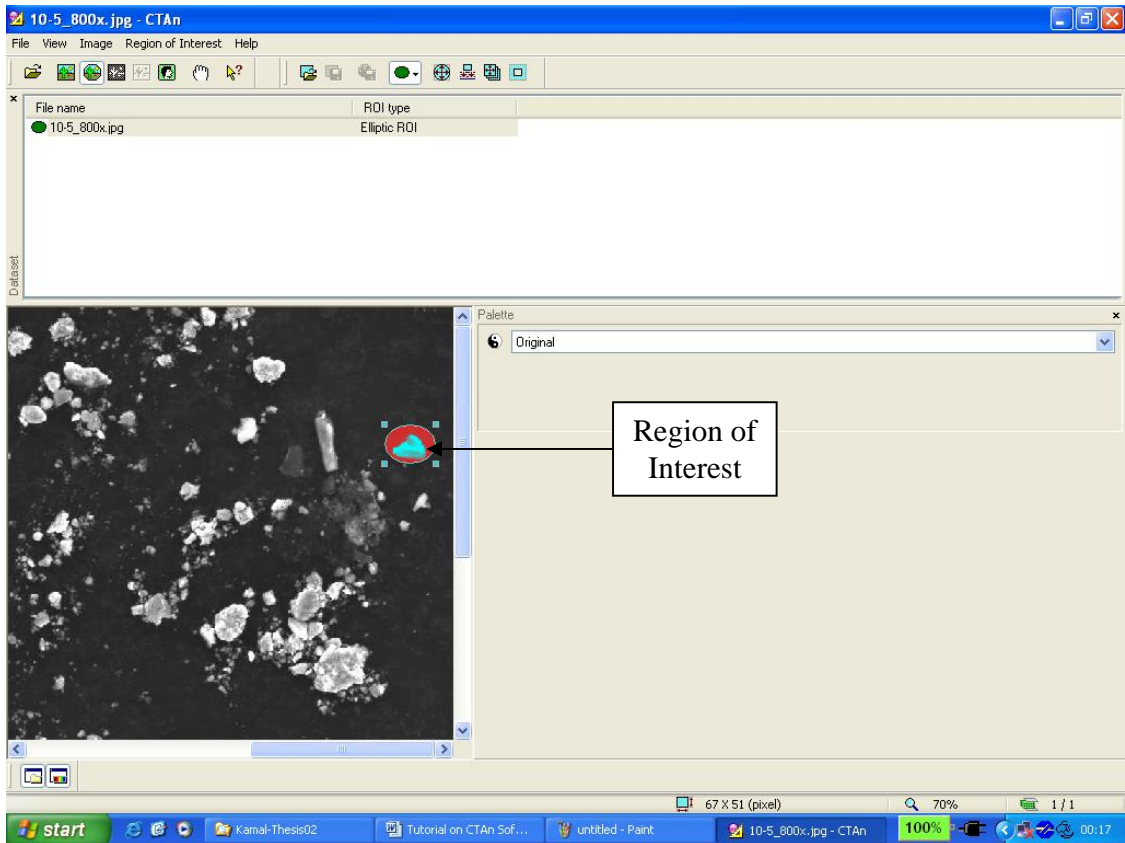 10-5_800x.jpg - CTAn
File View Image Region of Interest Help
File name ROI type
10-5_800x.jpg Elliptic ROI
Dataset
Palette
Original
Region of
Interest
67 X 51 (pixel) 70% 1 / 1
start Kamal-Thesis02 Tutorial on CTAn Sof... untitled - Paint 10-5_800x.jpg - CTAn 100% 00:17